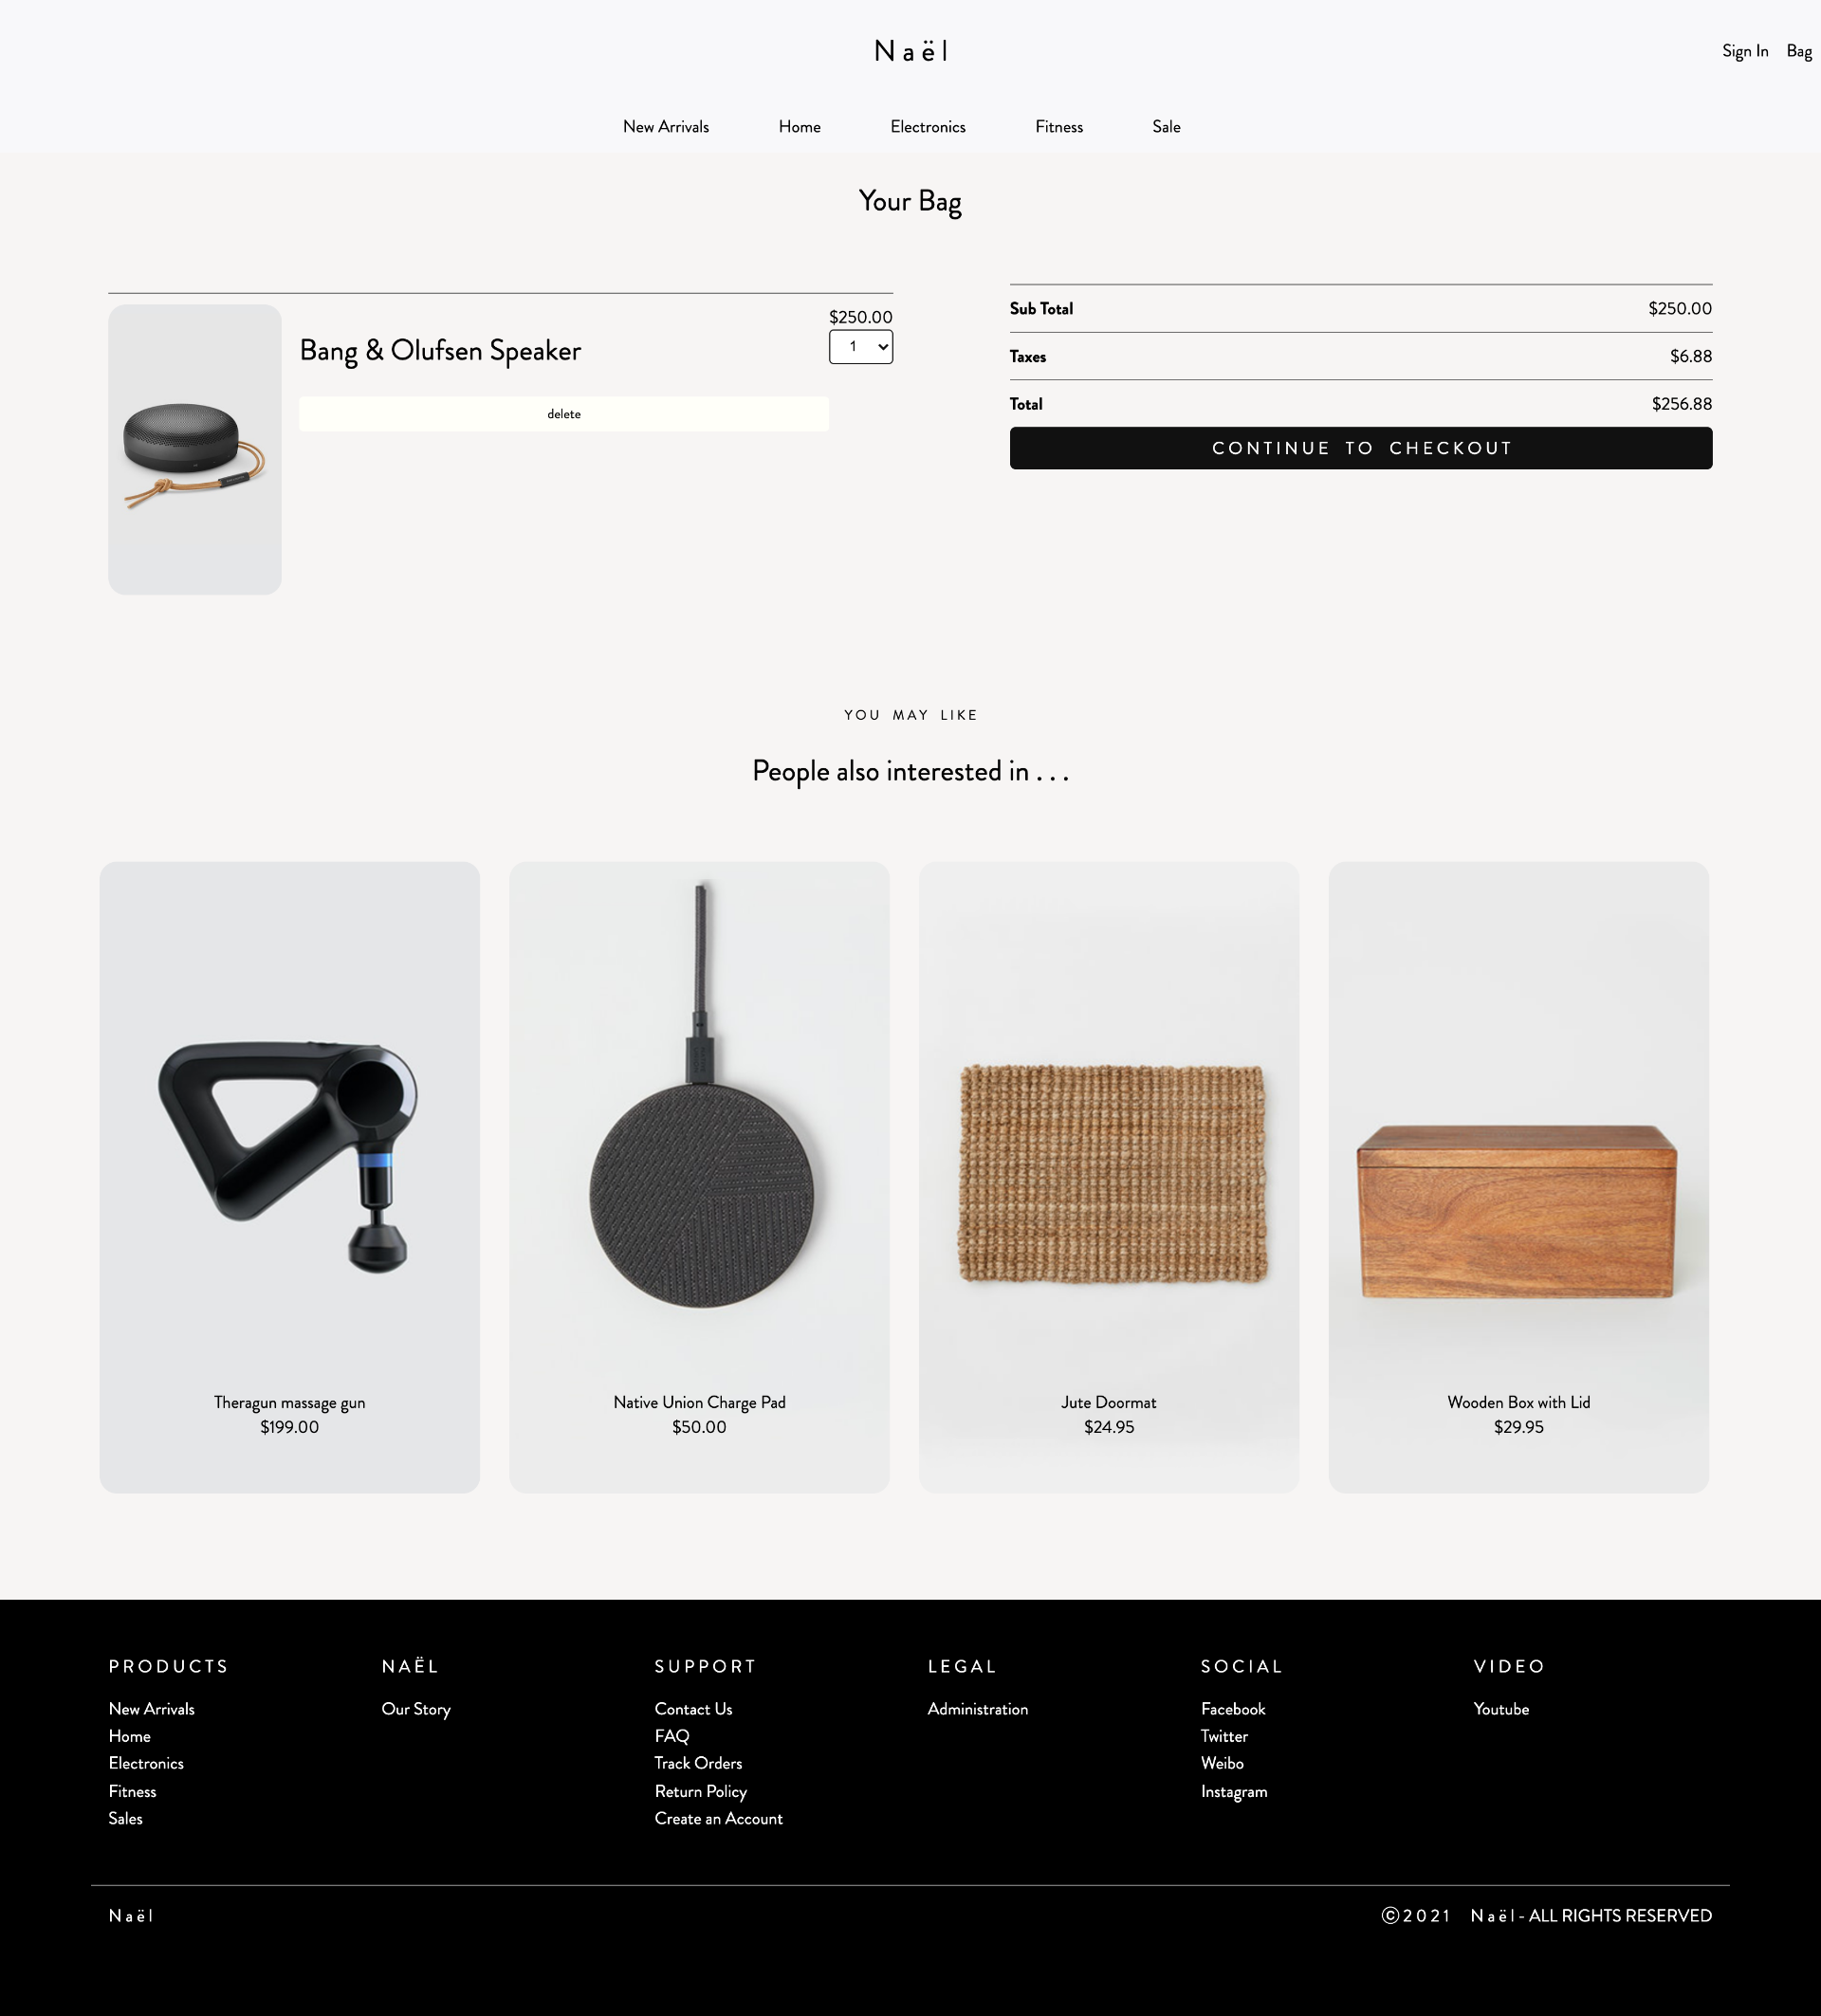 Naël
Sign In Bag
New Arrivals Home Electronics Fitness Sale
Your Bag
$250.00
Bang & Olufsen Speaker
1
delete
Sub Total $250.00
Taxes $6.88
Total $256.88
CONTINUE TO CHECKOUT
YOU MAY LIKE
People also interested in . . .
Theragun massage gun
$199.00
Native Union Charge Pad
$50.00
Jute Doormat
$24.95
Wooden Box with Lid
$29.95
PRODUCTS
New Arrivals
Home
Electronics
Fitness
Sales
NAËL
Our Story
SUPPORT
Contact Us
FAQ
Track Orders
Return Policy
Create an Account
LEGAL
Administration
SOCIAL
Facebook
Twitter
Weibo
Instagram
VIDEO
Youtube
Naël
©2021 Naël- ALL RIGHTS RESERVED